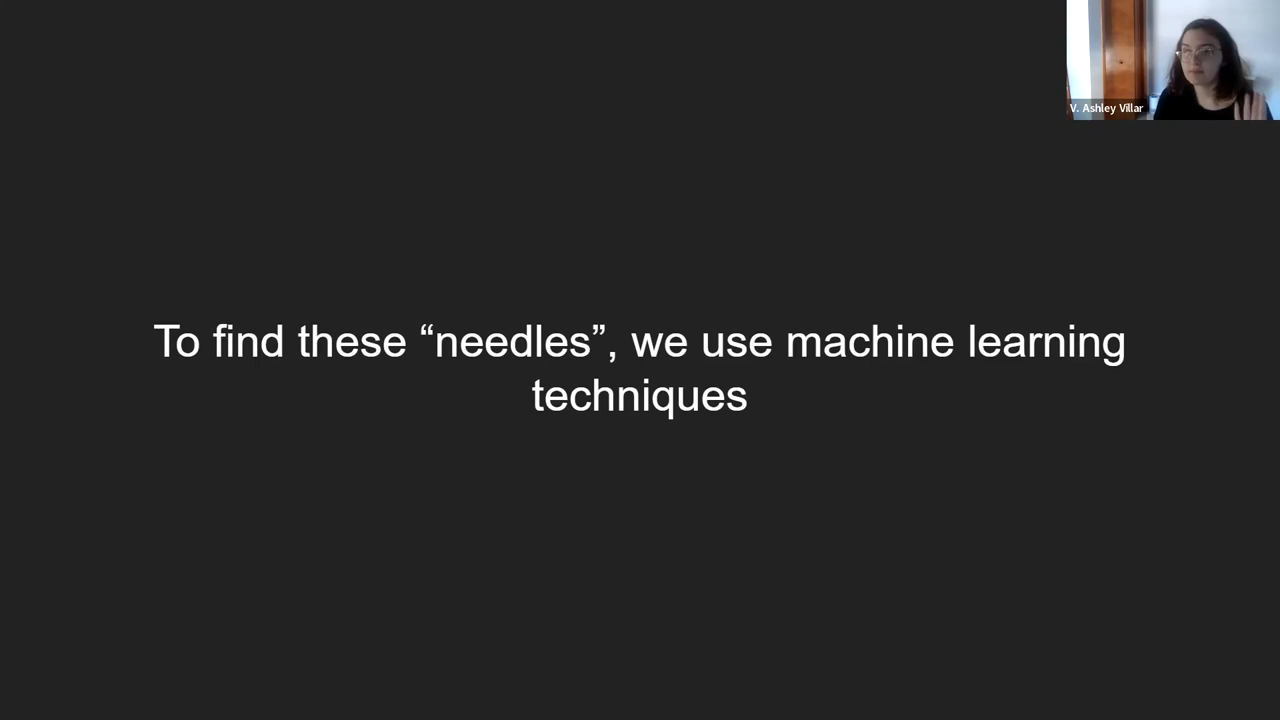 V. Ashley Villar
To find these “needles”, we use machine learning
techniques